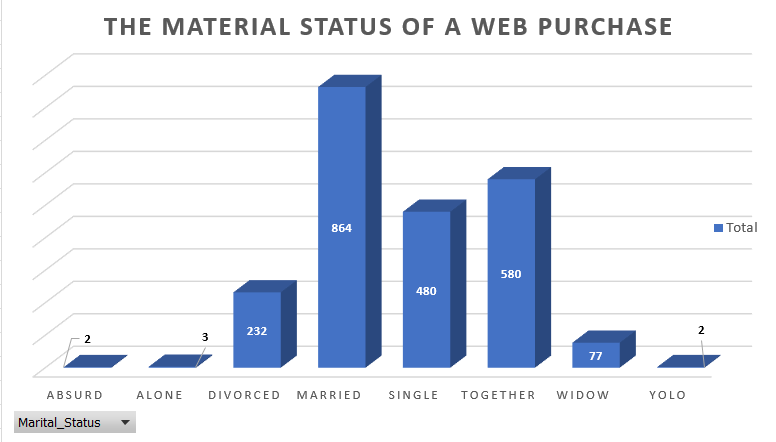 THE MATERIAL STATUS OF A WEB PURCHASE
864
580
480
232
77
2
3
2
Total
ABSURD ALONE DIVORCED MARRIED SINGLE TOGETHER WIDOW YOLO
Marital_Status